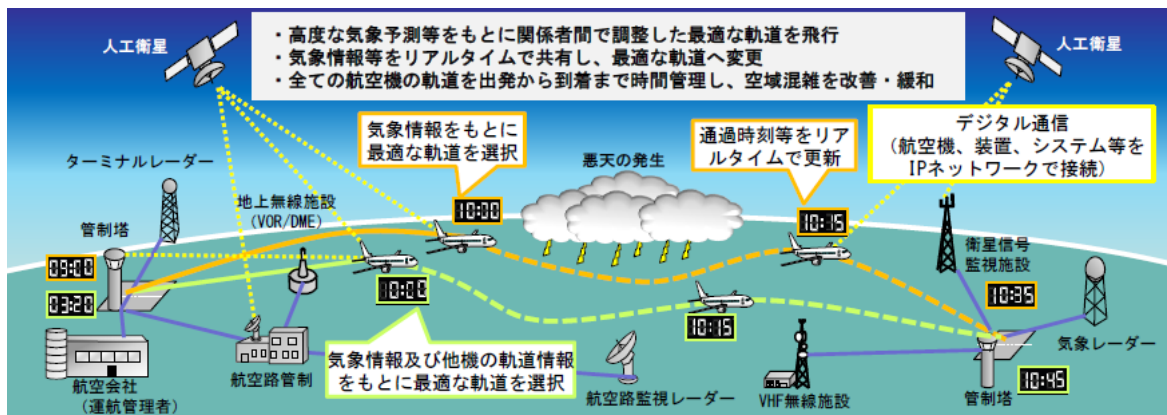 人工衛星
・高度な気象予測等をもとに関係者間で調整した最適な軌道を飛行
・気象情報等をリアルタイムで共有し、最適な軌道へ変更
・全ての航空機の軌道を出発から到着まで時間管理し、空域混雑を改善・緩和
人工衛星
気象情報をもとに
最適な軌道を選択
通過時刻等をリア
ルタイムで更新
デジタル通信
(航空機、装置、システム等を
IPネットワークで接続)
ターミナルレーダー
悪天の発生
地上無線施設
(VOR/DME)
管制塔
10:00
10:15
衛星信号
監視施設
09:00
09:20
10:00
10:15
10:35
気象情報及び他機の軌道情報
をもとに最適な軌道を選択
気象レーダー
航空会社
(運航管理者)
航空路管制
航空路監視レーダー
VHF無線施設
管制塔
10:45